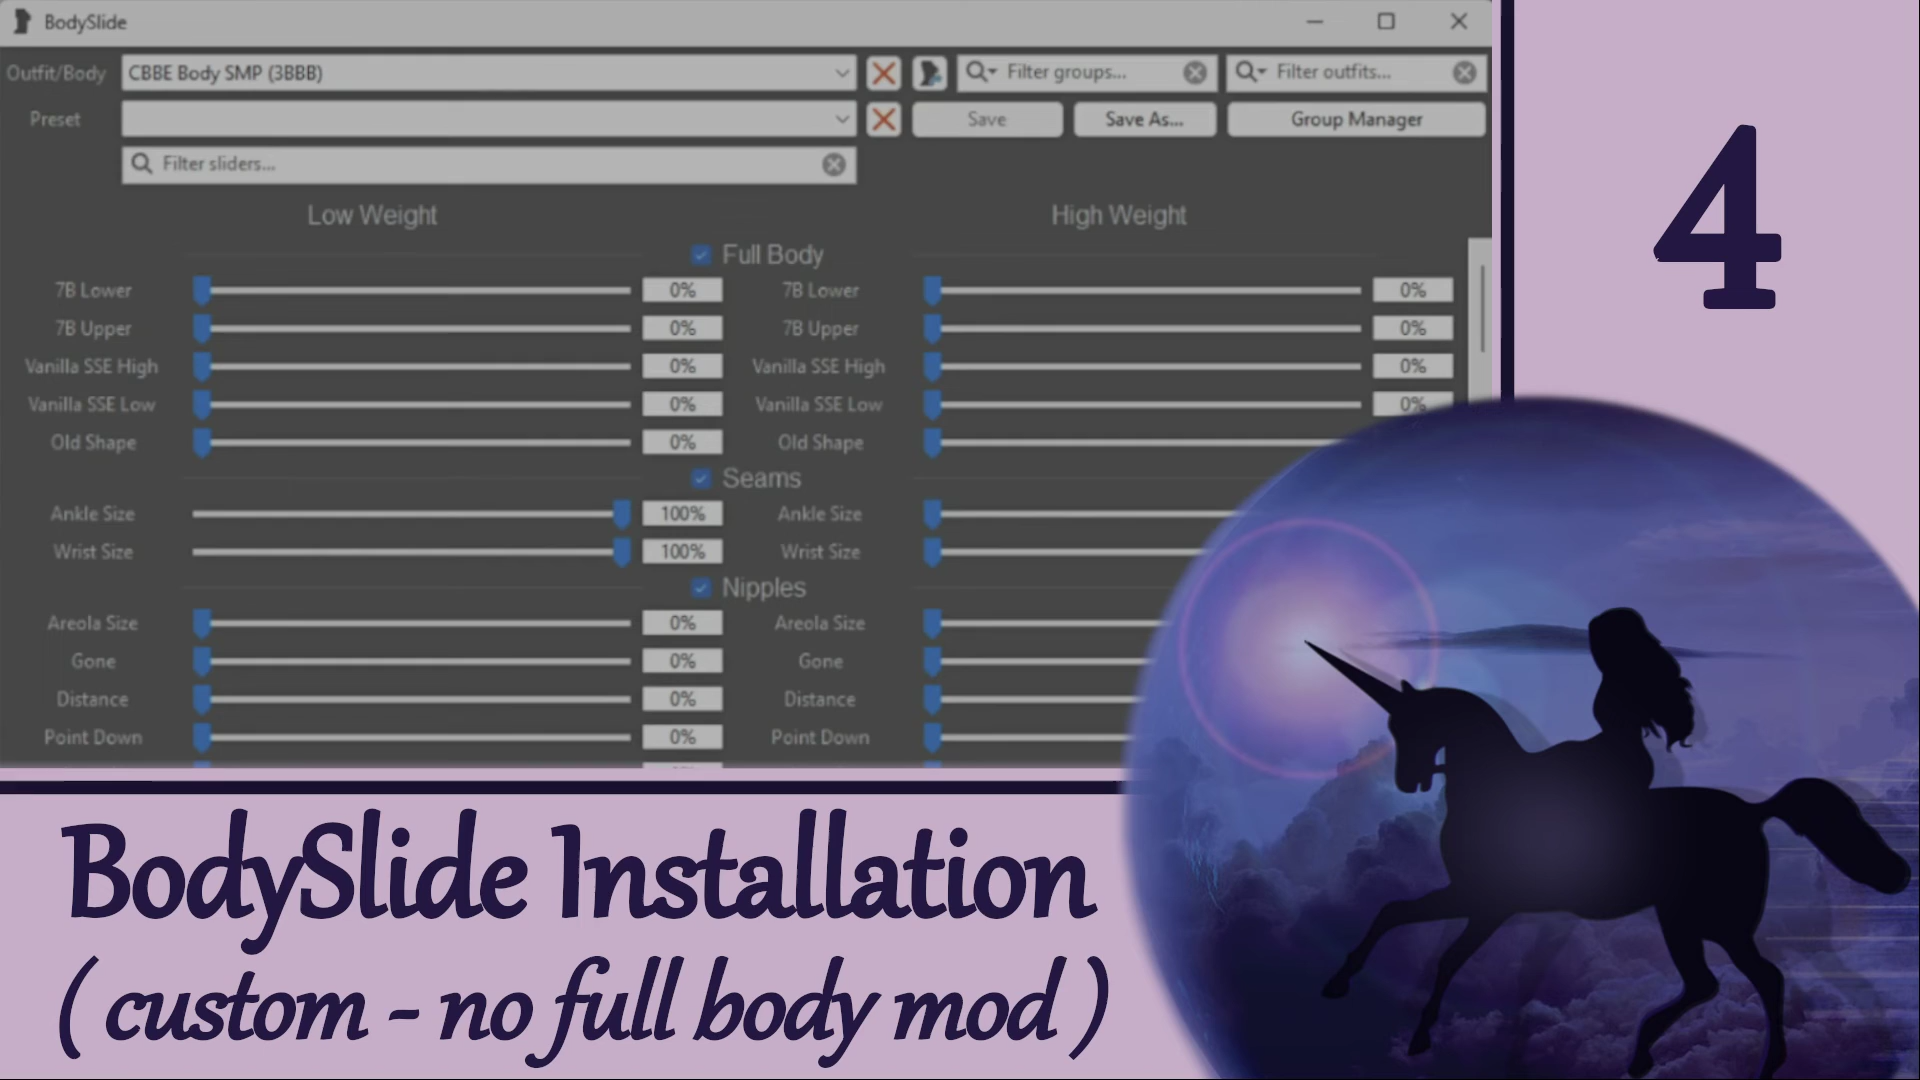 BodySlide
Outfit/Body CBBE Body SMP (3BBB) Filter groups... Filter outfits...
Preset Save Save As... Group Manager
Filter sliders...
Low Weight High Weight
Full Body
7B Lower 0% 7B Lower 0%
7B Upper 0% 7B Upper 0%
Vanilla SSE High 0% Vanilla SSE High 0%
Vanilla SSE Low 0% Vanilla SSE Low 0%
Old Shape 0% Old Shape
Seams
Ankle Size 100% Ankle Size
Wrist Size 100% Wrist Size
Nipples
Areola Size 0% Areola Size
Gone 0% Gone
Distance 0% Distance
Point Down 0% Point Down
4
BodySlide Installation
( custom - no full body mod )